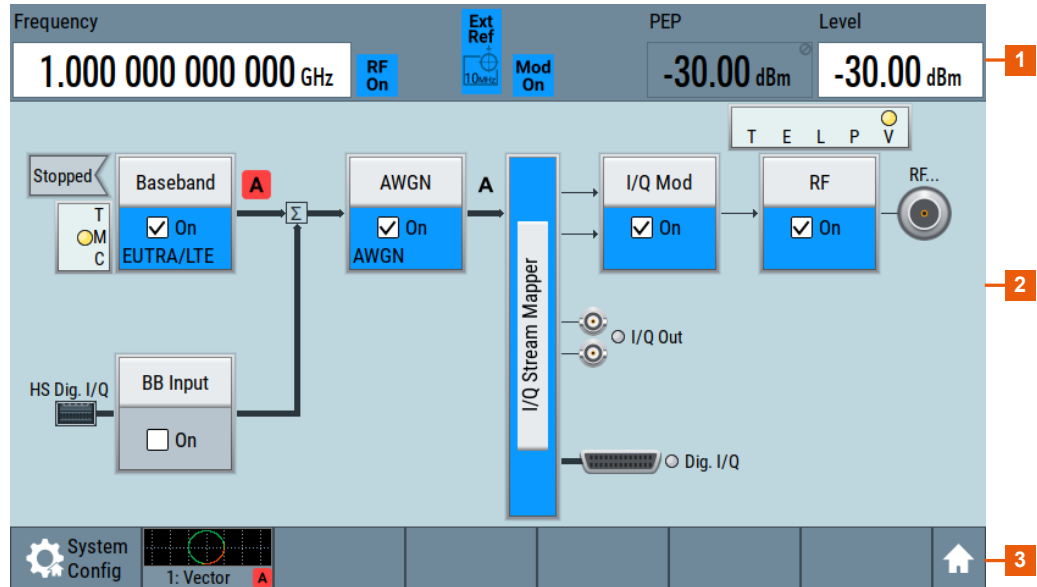 Frequency
Ext
Ref
PEP
Level
1.000 000 000 000 GHz
RF
On
10MHz
Mod
On
-30.00 dBm
-30.00 dBm
1
T E L P V
Stopped
Baseband
A
AWGN
A
I/Q Mod
RF
RF...
T
M
C
On
EUTRA/LTE
Σ
On
AWGN
On
On
I/Q Stream Mapper
2
I/Q Out
HS Dig. I/Q
BB Input
On
Dig. I/Q
System
Config
1: Vector
A
3